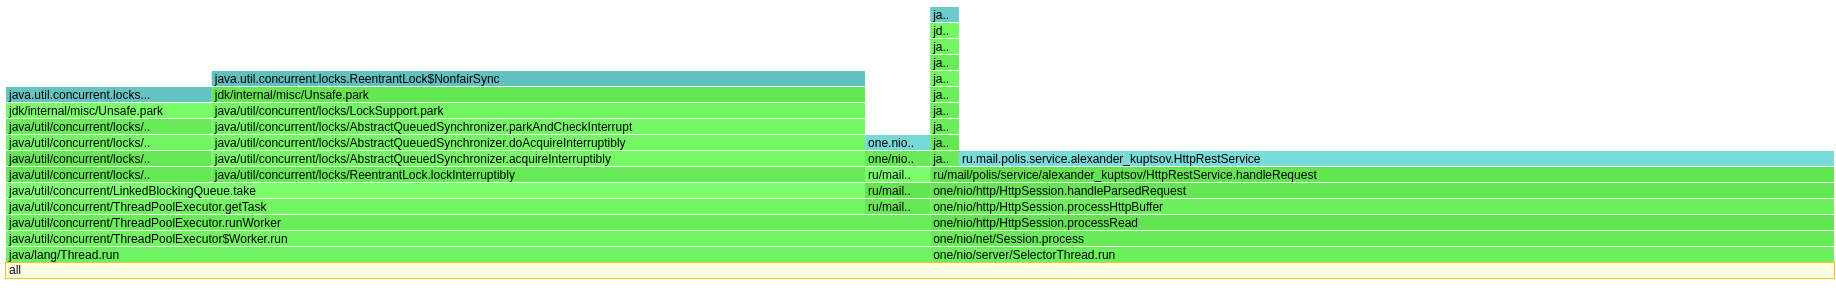 ja..
jd..
ja..
ja..
java.util.concurrent.locks.ReentrantLock$NonfairSync ja..
java.util.concurrent.locks... jdk/internal/misc/Unsafe.park ja..
jdk/internal/misc/Unsafe.park java/util/concurrent/locks/LockSupport.park ja..
java/util/concurrent/locks/.. java/util/concurrent/locks/AbstractQueuedSynchronizer.parkAndCheckInterrupt ja..
java/util/concurrent/locks/.. java/util/concurrent/locks/AbstractQueuedSynchronizer.doAcquireInterruptibly one.nio.. ja..
java/util/concurrent/locks/.. java/util/concurrent/locks/AbstractQueuedSynchronizer.acquireInterruptibly one/nio.. ja.. ru.mail.polis.service.alexander_kuptsov.HttpRestService
java/util/concurrent/locks/.. java/util/concurrent/locks/ReentrantLock.lockInterruptibly ru/mail.. ru/mail/polis/service/alexander_kuptsov/HttpRestService.handleRequest
java/util/concurrent/LinkedBlockingQueue.take ru/mail.. one/nio/http/HttpSession.handleParsedRequest
java/util/concurrent/ThreadPoolExecutor.getTask ru/mail.. one/nio/http/HttpSession.processHttpBuffer
java/util/concurrent/ThreadPoolExecutor.runWorker one/nio/http/HttpSession.processRead
java/util/concurrent/ThreadPoolExecutor$Worker.run one/nio/net/Session.process
java/lang/Thread.run one/nio/server/SelectorThread.run
all